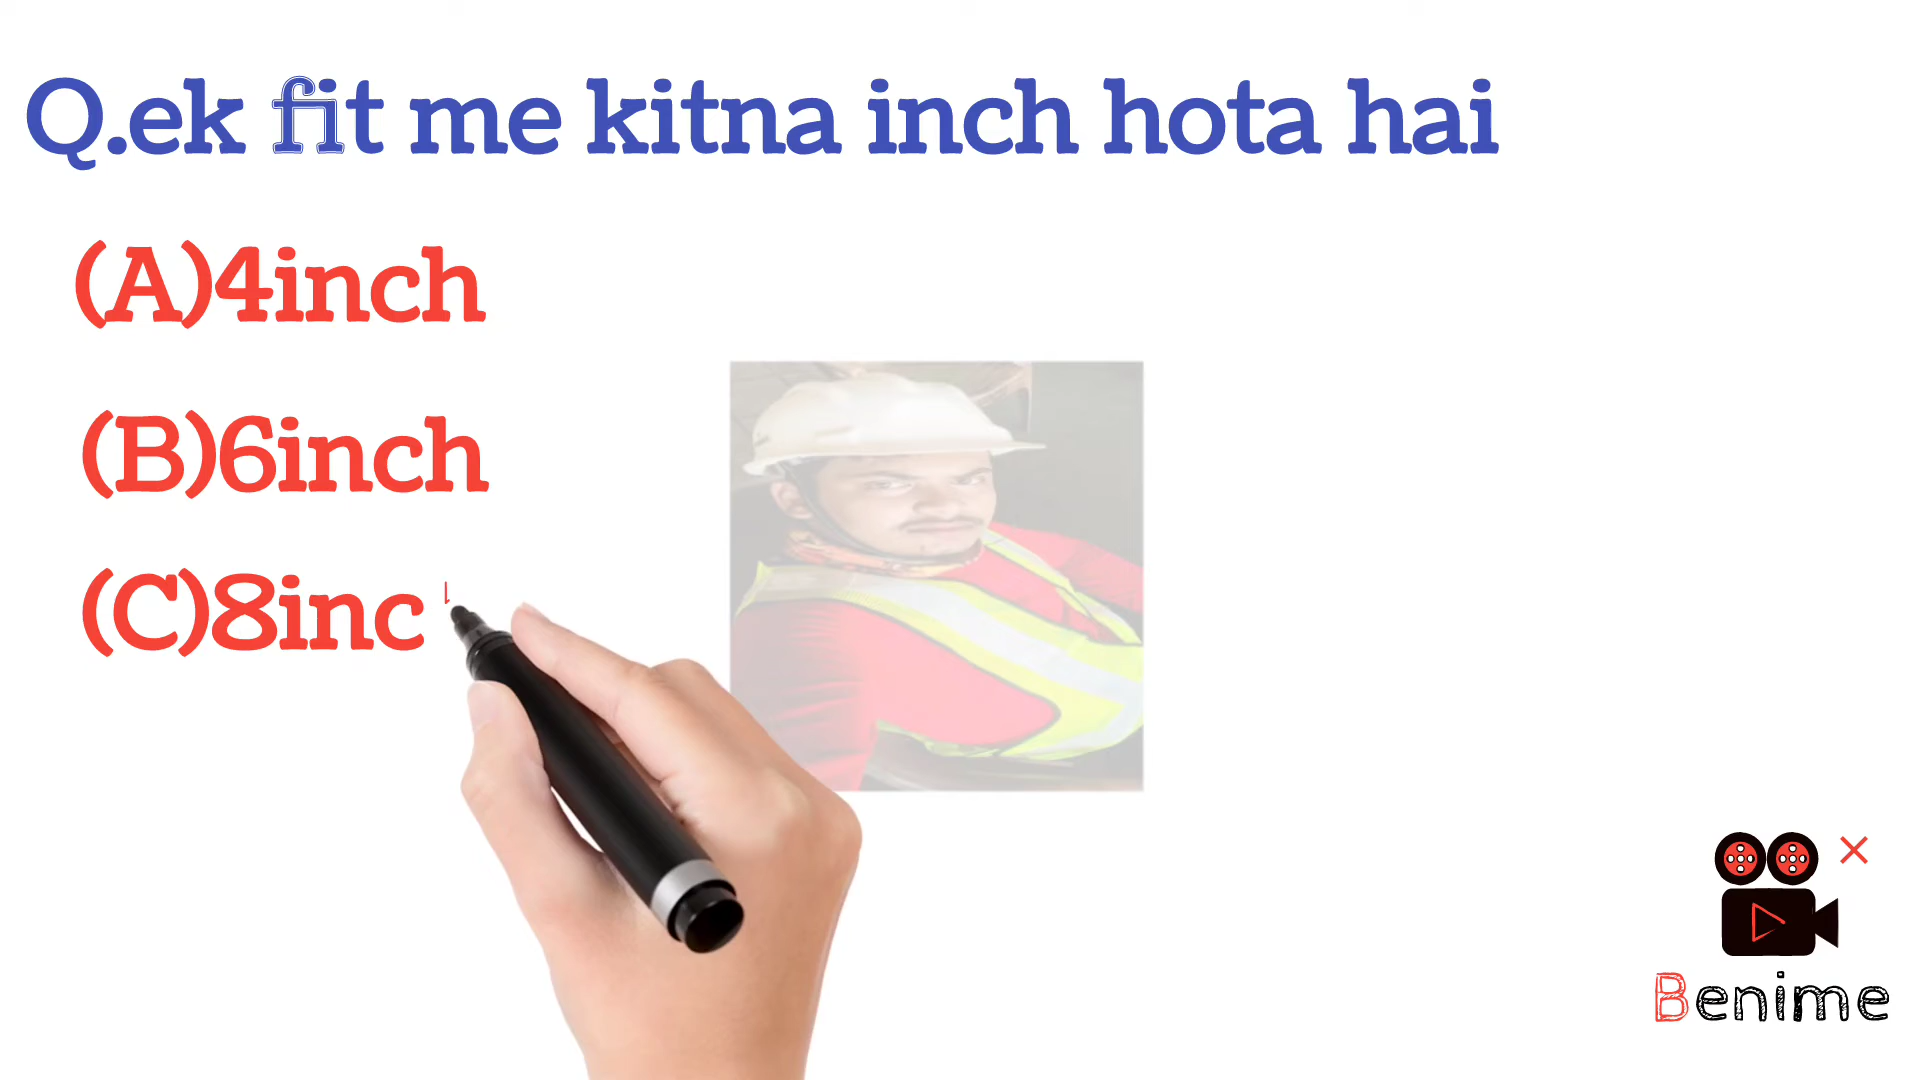 Q.ek fit me kitna inch hota hai
(A)4inch
(B)6inch
(C)8inc
Benime